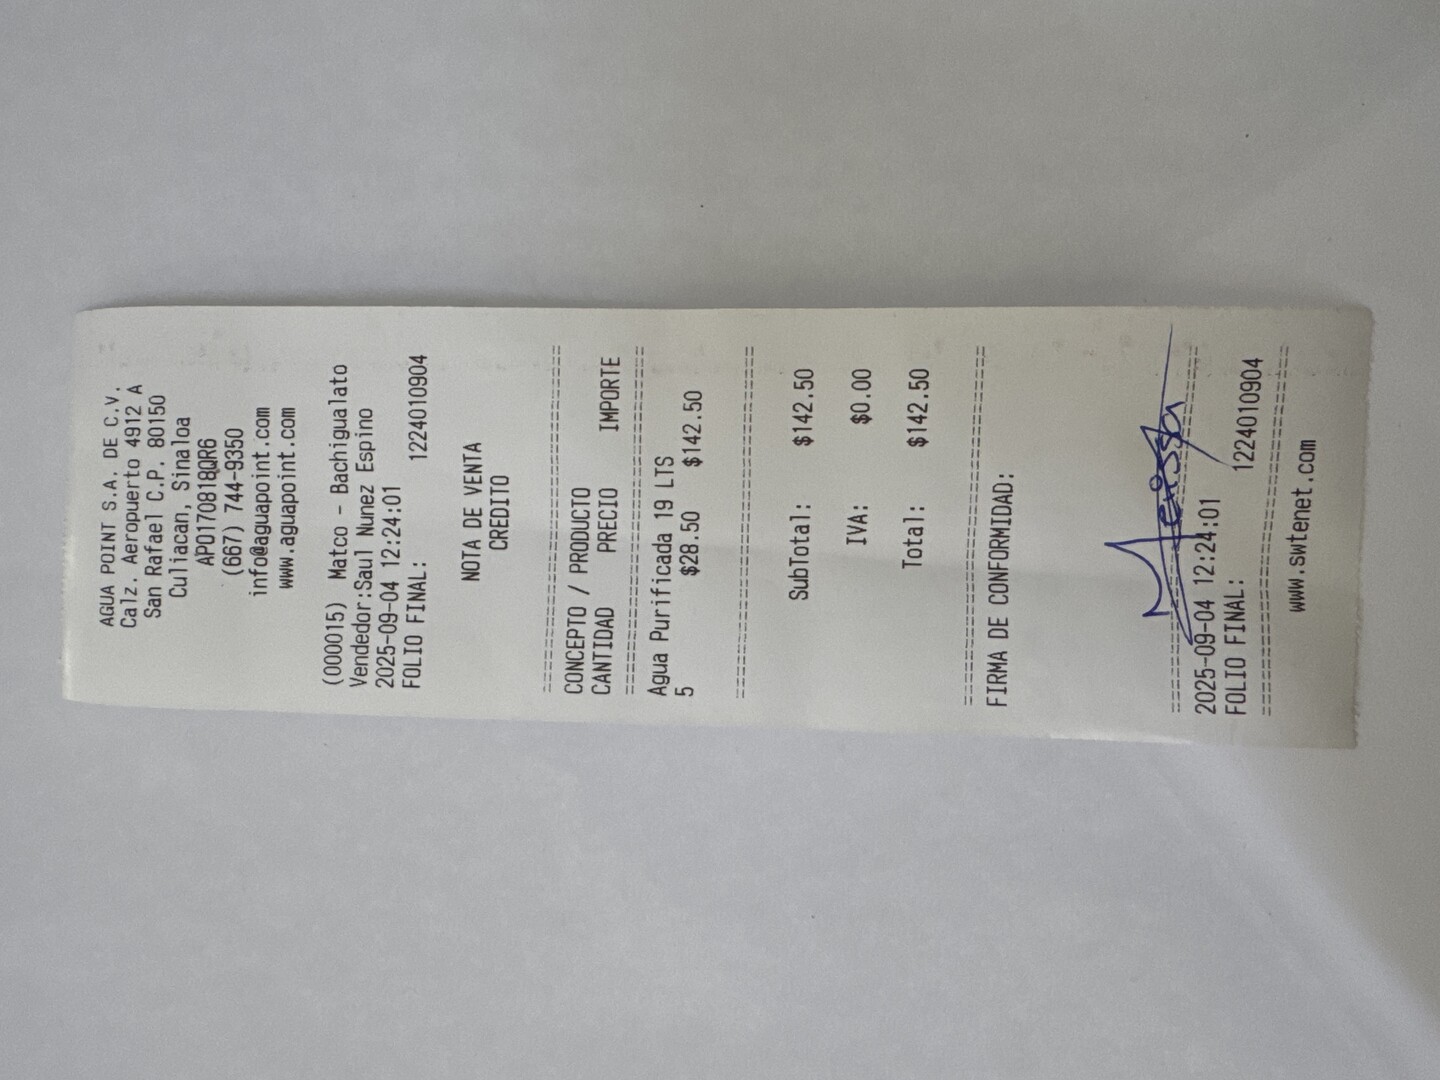 AGUA POINT S.A. DE C.V.
Calz. Aeropuerto 4912 A
San Rafael C.P. 80150
Culiacan, Sinaloa
APO170818QR6
(667) 744-9350
info@aguapoint.com
www.aguapoint.com
(000015) Matco - Bachigualato
Vendedor:Saul Nunez Espino
2025-09-04 12:24:01
FOLIO FINAL: 1224010904
NOTA DE VENTA
CREDITO
================================
CONCEPTO / PRODUCTO
CANTIDAD PRECIO IMPORTE
================================
Agua Purificada 19 LTS
5 $28.50 $142.50
================================
SubTotal: $142.50
IVA: $0.00
Total: $142.50
================================
FIRMA DE CONFORMIDAD:
================================
2025-09-04 12:24:01
FOLIO FINAL: 1224010904
================================
www.swtenet.com